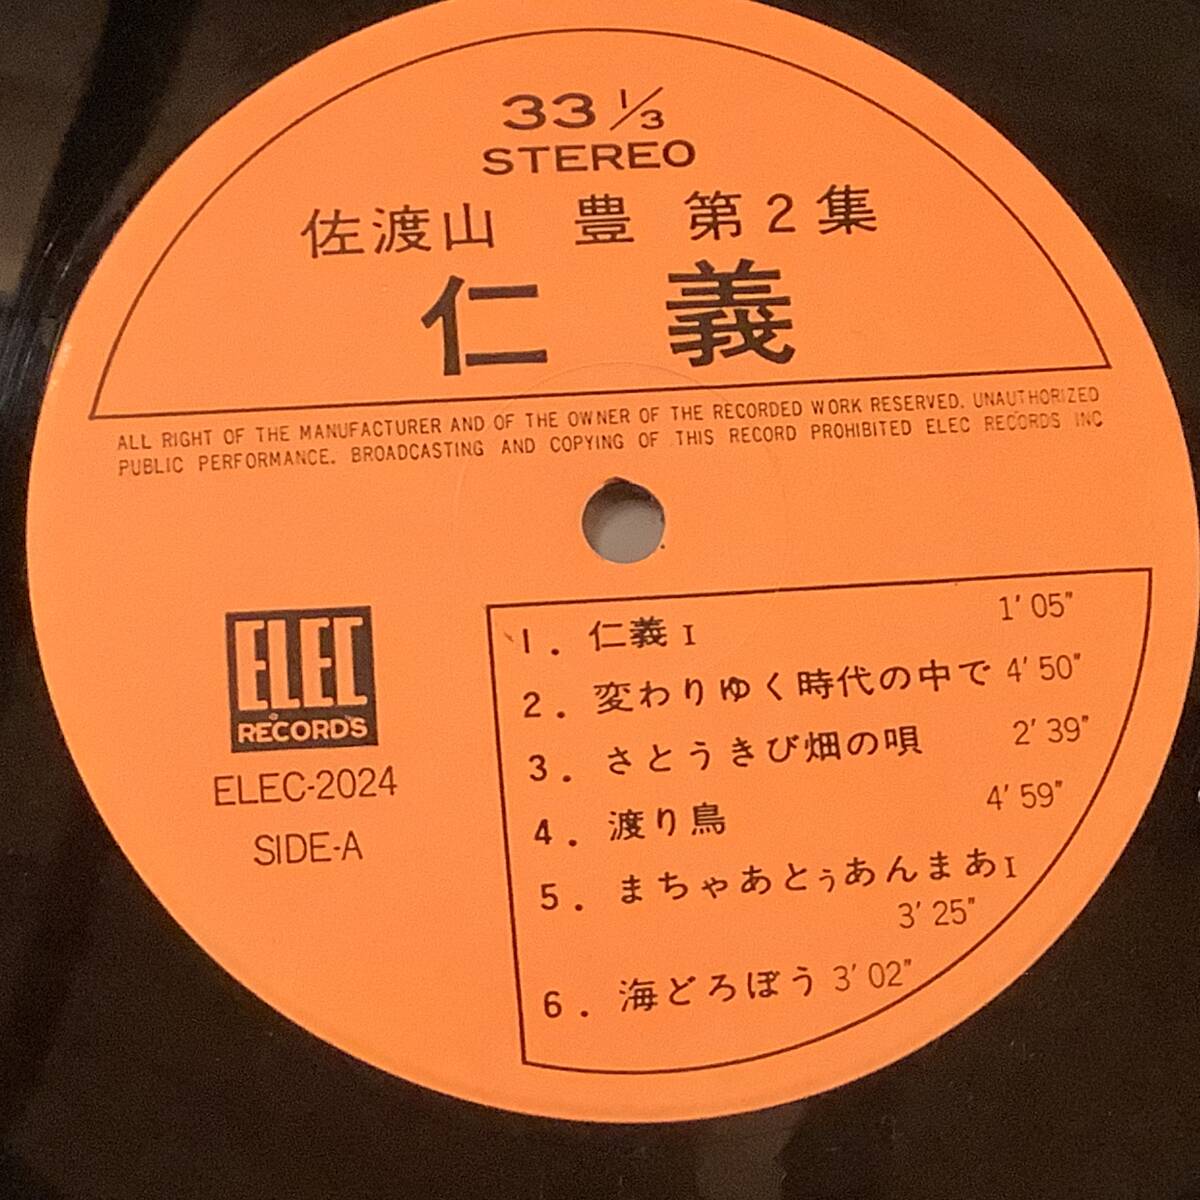 33 1/3
STEREO
佐渡山 豊 第2集
仁義
ALL RIGHT OF THE MANUFACTURER AND OF THE OWNER OF THE RECORDED WORK RESERVED. UNAUTHORIZED
PUBLIC PERFORMANCE. BROADCASTING AND COPYING OF THIS RECORD PROHIBITED ELEC RECORDS INC
ELEC
RECORDS
ELEC-2024
SIDE-A
1. 仁義 I 1′05″
2. 変わりゆく時代の中で 4′50″
3. さとうきび畑の唄 2′39″
4. 渡り鳥 4′59″
5. まちゃあとぅあんまあI
3′25″
6. 海どろぼう 3′02″